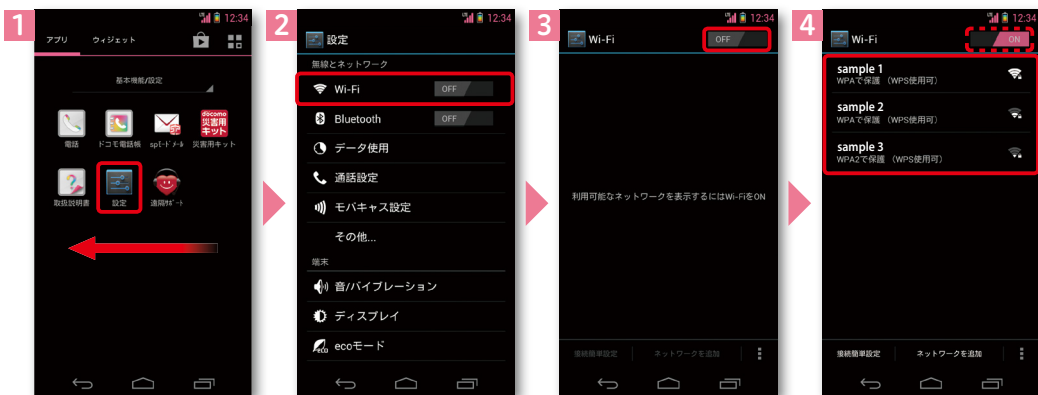 1
LTE 12:34
アプリ ウィジェット
基本機能/設定
電話
ドコモ電話帳
spモードメール
docomo
災害用
キット
災害用キット
取扱説明書
設定
遠隔サポート
2
LTE 12:34
設定
無線とネットワーク
Wi-Fi OFF
Bluetooth OFF
データ使用
通話設定
モバキャス設定
その他...
端末
音/バイブレーション
ディスプレイ
eco ecoモード
3
LTE 12:34
Wi-Fi OFF
利用可能なネットワークを表示するにはWi-FiをON
接続簡単設定 ネットワークを追加
4
LTE 12:34
Wi-Fi ON
sample 1
WPAで保護 （WPS使用可）
sample 2
WPAで保護 （WPS使用可）
sample 3
WPA2で保護 （WPS使用可）
接続簡単設定 ネットワークを追加